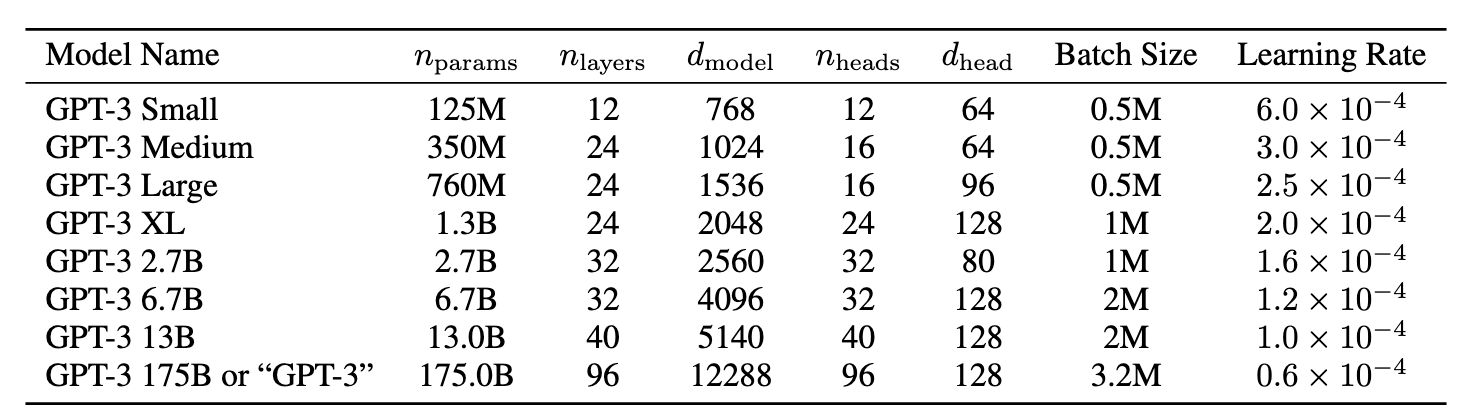 Model Name n_params n_layers d_model n_heads d_head Batch Size Learning Rate
GPT-3 Small 125M 12 768 12 64 0.5M 6.0 × 10⁻⁴
GPT-3 Medium 350M 24 1024 16 64 0.5M 3.0 × 10⁻⁴
GPT-3 Large 760M 24 1536 16 96 0.5M 2.5 × 10⁻⁴
GPT-3 XL 1.3B 24 2048 24 128 1M 2.0 × 10⁻⁴
GPT-3 2.7B 2.7B 32 2560 32 80 1M 1.6 × 10⁻⁴
GPT-3 6.7B 6.7B 32 4096 32 128 2M 1.2 × 10⁻⁴
GPT-3 13B 13.0B 40 5140 40 128 2M 1.0 × 10⁻⁴
GPT-3 175B or “GPT-3” 175.0B 96 12288 96 128 3.2M 0.6 × 10⁻⁴